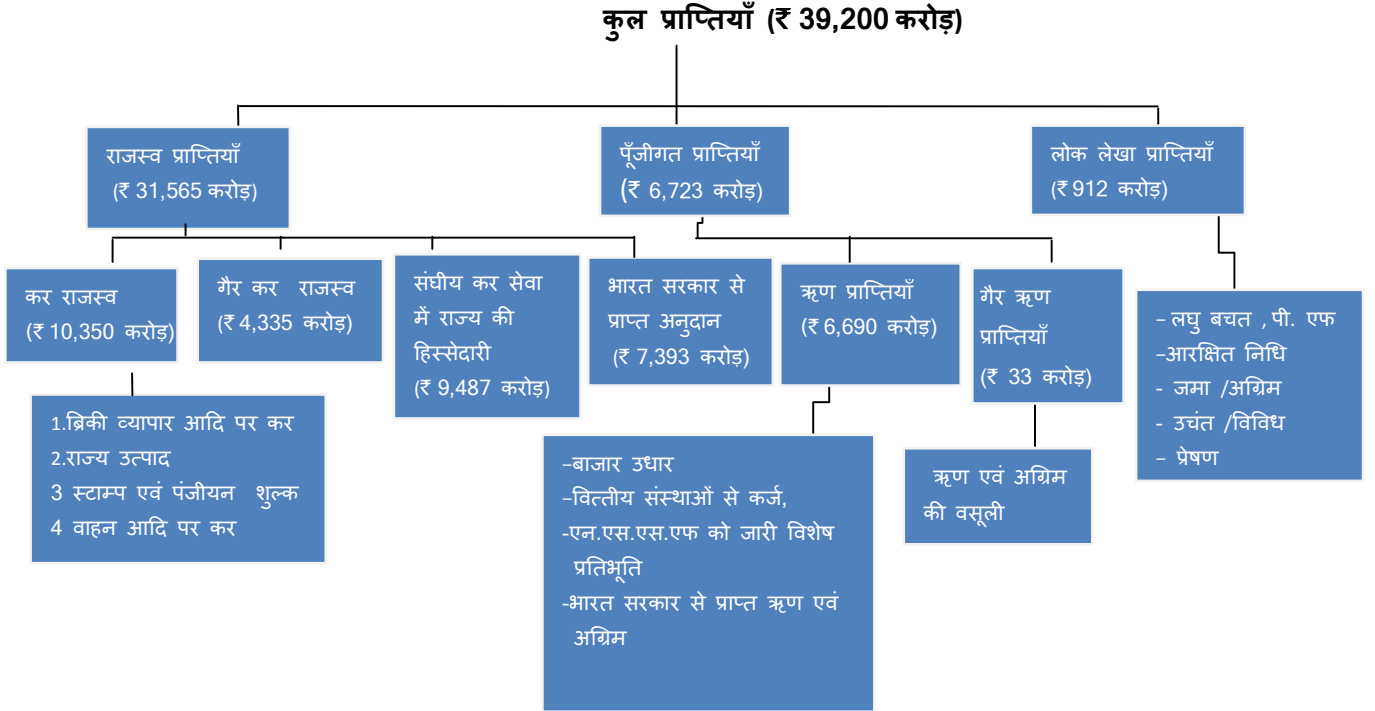 कुल प्राप्तियाँ (₹ 39,200 करोड़)
राजस्व प्राप्तियाँ
(₹ 31,565 करोड़)
पूँजीगत प्राप्तियाँ
(₹ 6,723 करोड़)
लोक लेखा प्राप्तियाँ
(₹ 912 करोड़)
कर राजस्व
(₹ 10,350 करोड़)
गैर कर राजस्व
(₹ 4,335 करोड़)
संघीय कर सेवा
में राज्य की
हिस्सेदारी
(₹ 9,487 करोड़)
भारत सरकार से
प्राप्त अनुदान
(₹ 7,393 करोड़)
ऋण प्राप्तियाँ
(₹ 6,690 करोड़)
गैर ऋण
प्राप्तियाँ
(₹ 33 करोड़)
– लघु बचत , पी. एफ
–आरक्षित निधि
- जमा /अग्रिम
- उचंत /विविध
– प्रेषण
1.ब्रिकी व्यापार आदि पर कर
2.राज्य उत्पाद
3 स्टाम्प एवं पंजीयन शुल्क
4 वाहन आदि पर कर
–बाजार उधार
–वित्तीय संस्थाओं से कर्ज,
-एन.एस.एस.एफ को जारी विशेष
प्रतिभूति
-भारत सरकार से प्राप्त ऋण एवं
अग्रिम
ऋण एवं अग्रिम
की वसूली